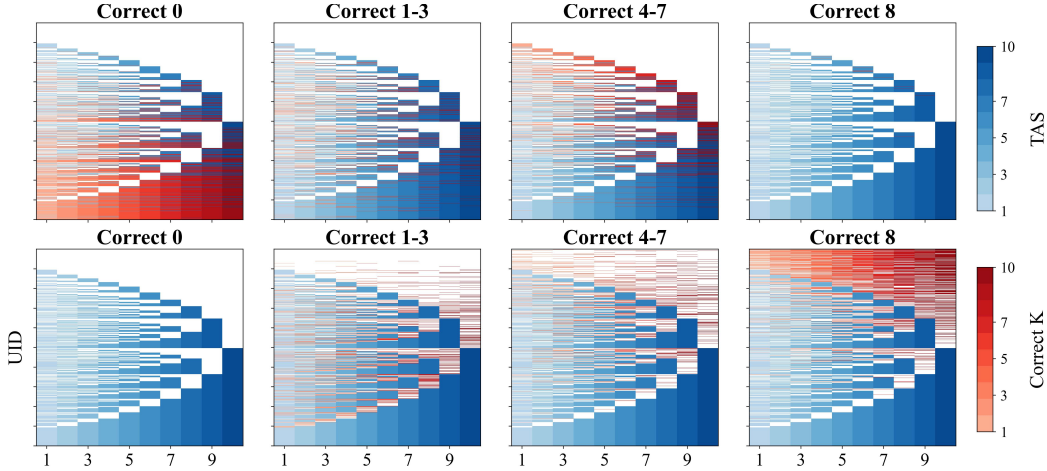 Correct 0
Correct 1-3
Correct 4-7
Correct 8
10
7
5
3
1
TAS
Correct 0
Correct 1-3
Correct 4-7
Correct 8
UID
10
7
5
3
1
Correct K
1 3 5 7 9
1 3 5 7 9
1 3 5 7 9
1 3 5 7 9